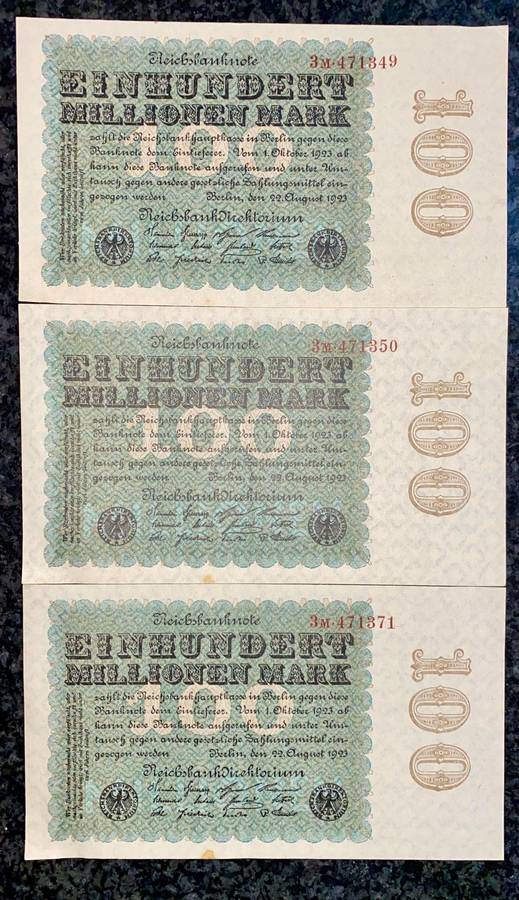 Reichsbanknote
3M·471349
EINHUNDERT
MILLIONEN MARK
zahlt die Reichsbankhauptkasse in Berlin gegen diese
Banknote dem Einlieferer. Vom 1. Oktober 1923 ab
kann diese Banknote aufgerufen und unter Um-
tausch gegen andere gesetzliche Zahlungsmittel ein-
gezogen werden
Berlin, den 22. August 1923
Reichsbankdirektorium
100
Reichsbanknote
3M·471350
EINHUNDERT
MILLIONEN MARK
100
zahlt die Reichsbankhauptkasse in Berlin gegen diese
Banknote dem Einlieferer. Vom 1. Oktober 1923 ab
kann diese Banknote aufgerufen und unter Um-
tausch gegen andere gesetzliche Zahlungsmittel ein-
gezogen werden
Berlin, den 22. August 1923
Reichsbankdirektorium
100
Reichsbanknote
3M·471371
EINHUNDERT
MILLIONEN MARK
zahlt die Reichsbankhauptkasse in Berlin gegen diese
Banknote dem Einlieferer. Vom 1. Oktober 1923 ab
kann diese Banknote aufgerufen und unter Um-
tausch gegen andere gesetzliche Zahlungsmittel ein-
gezogen werden
Berlin, den 22. August 1923
Reichsbankdirektorium
100